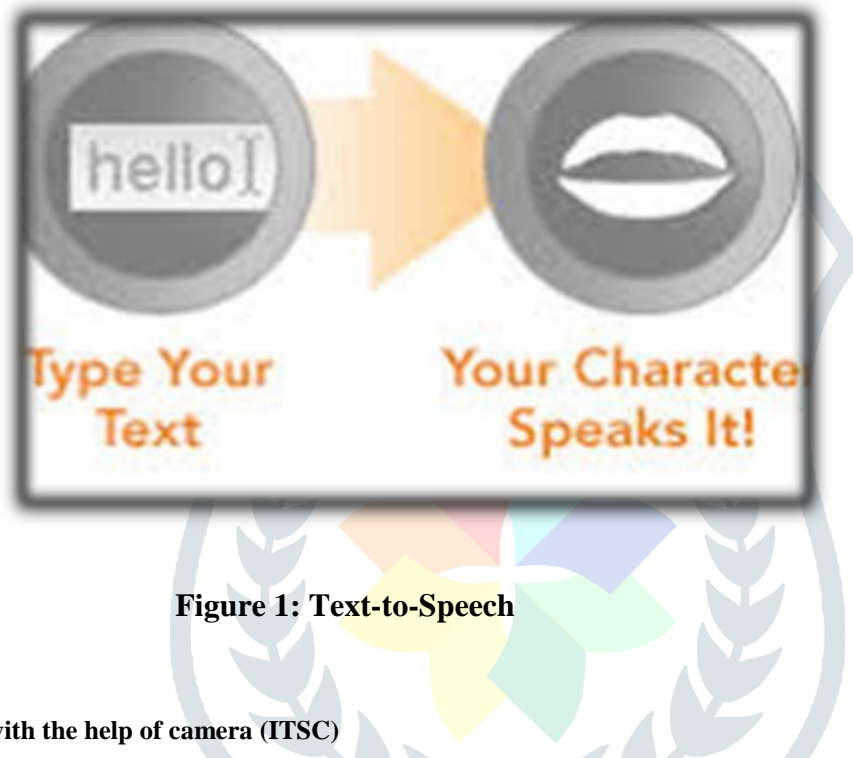 hello
Type Your
Text
Your Characte
Speaks It!
Figure 1: Text-to-Speech
with the help of camera (ITSC)